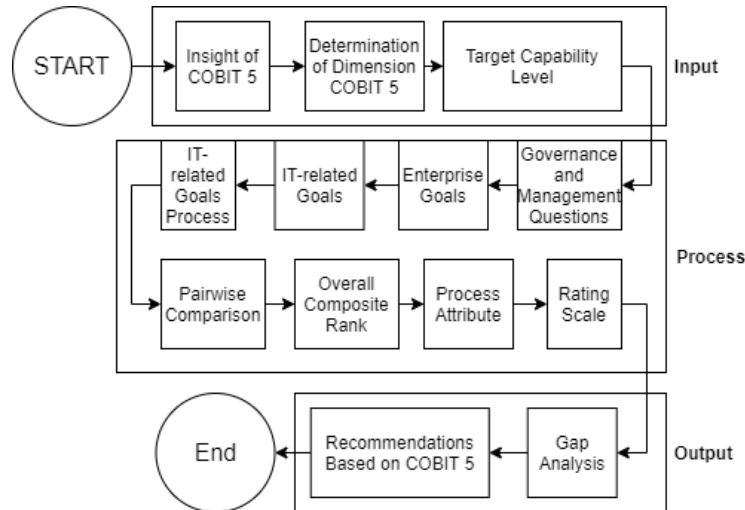 START
Insight of
COBIT 5
Determination
of Dimension
COBIT 5
Target Capability
Level
Input
Governance
and
Management
Questions
Enterprise
Goals
IT-related
Goals
IT-
related
Goals
Process
Process
Pairwise
Comparison
Overall
Composite
Rank
Process
Attribute
Rating
Scale
Gap
Analysis
Recommendations
Based on COBIT 5
Output
End